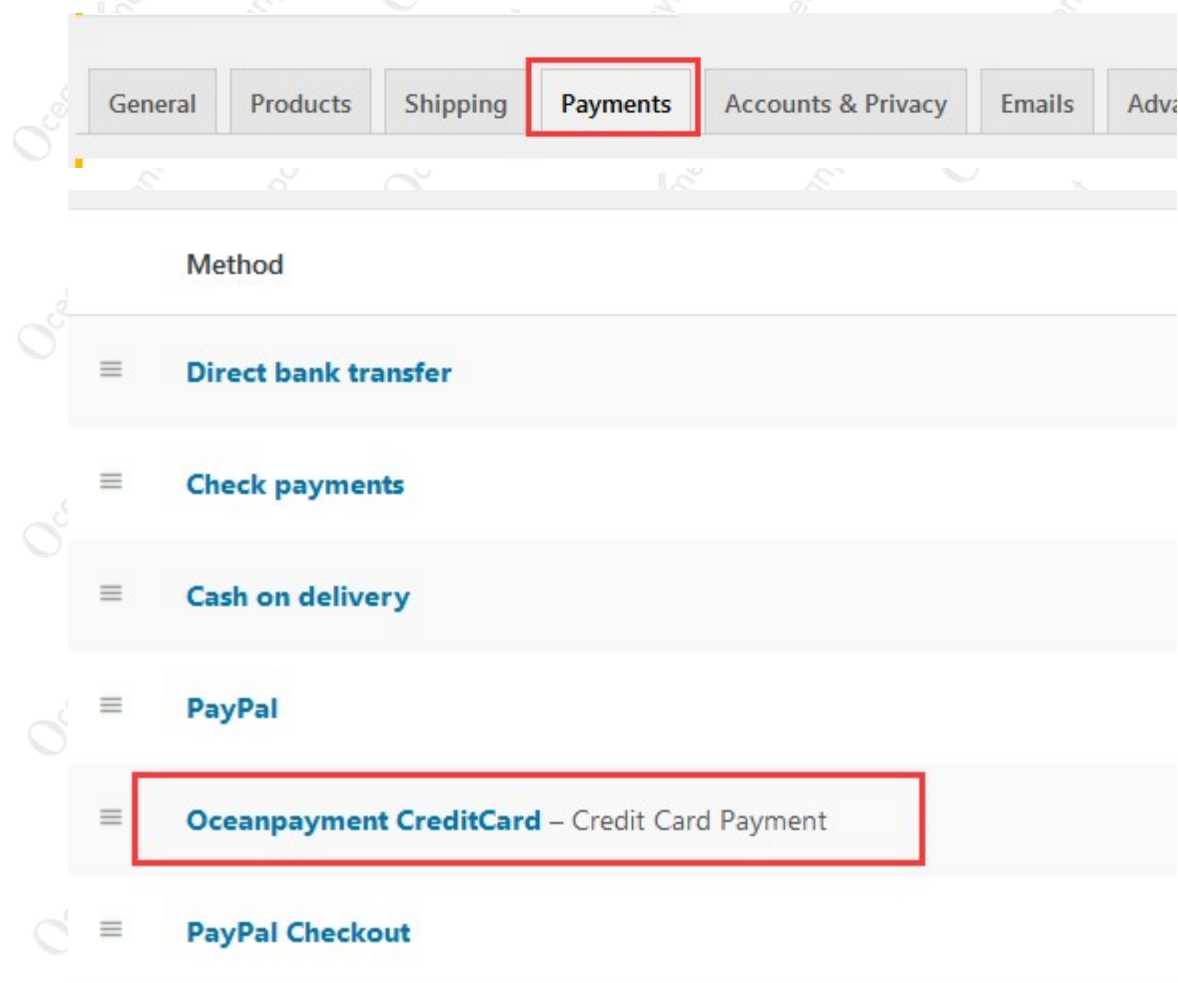 General Products Shipping Payments Accounts & Privacy Emails
Method
Direct bank transfer
Check payments
Cash on delivery
PayPal
Oceanpayment CreditCard – Credit Card Payment
PayPal Checkout